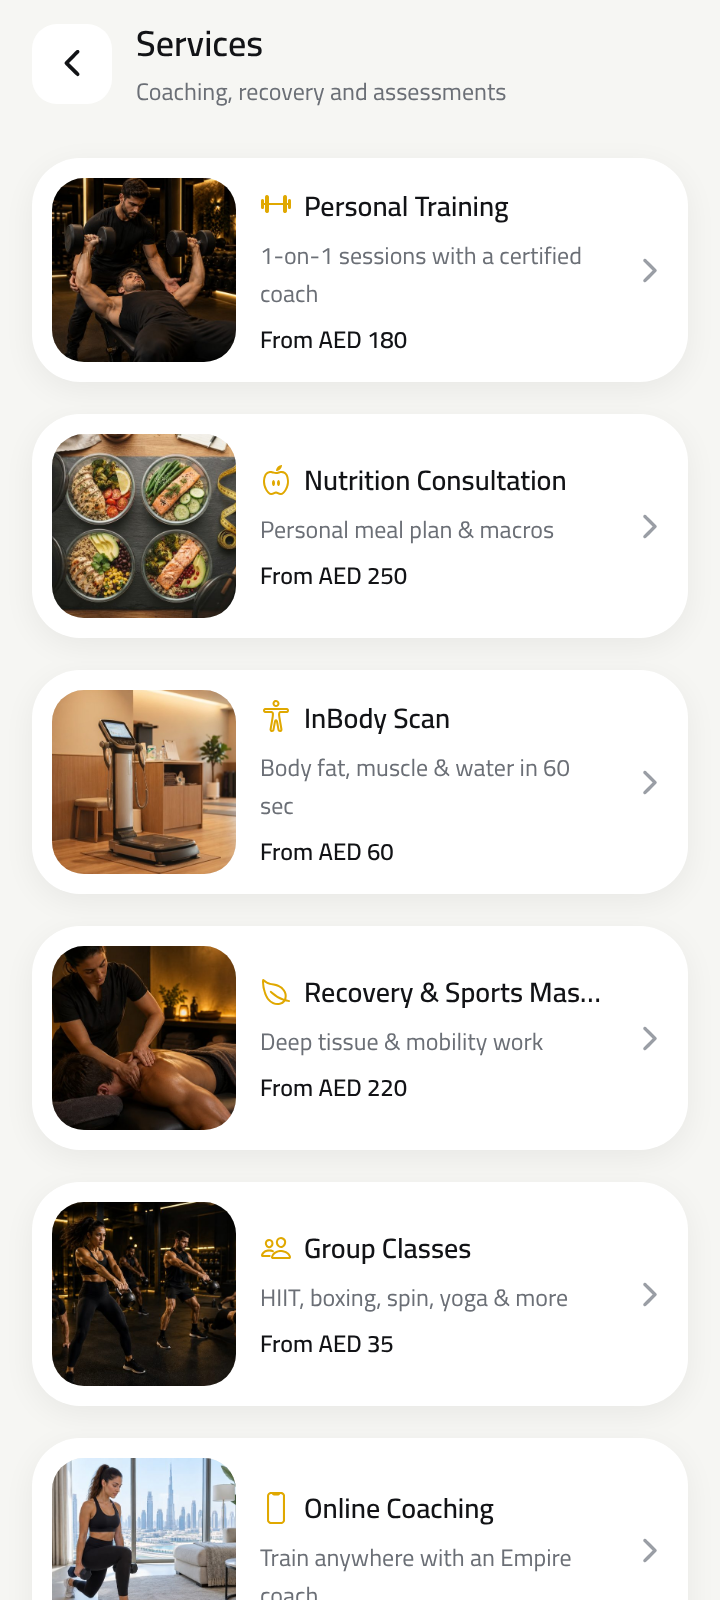 Services
Coaching, recovery and assessments
Personal Training
1-on-1 sessions with a certified
coach
From AED 180
Nutrition Consultation
Personal meal plan & macros
From AED 250
InBody Scan
Body fat, muscle & water in 60
sec
From AED 60
Recovery & Sports Mas...
Deep tissue & mobility work
From AED 220
Group Classes
HIIT, boxing, spin, yoga & more
From AED 35
Online Coaching
Train anywhere with an Empire
coach